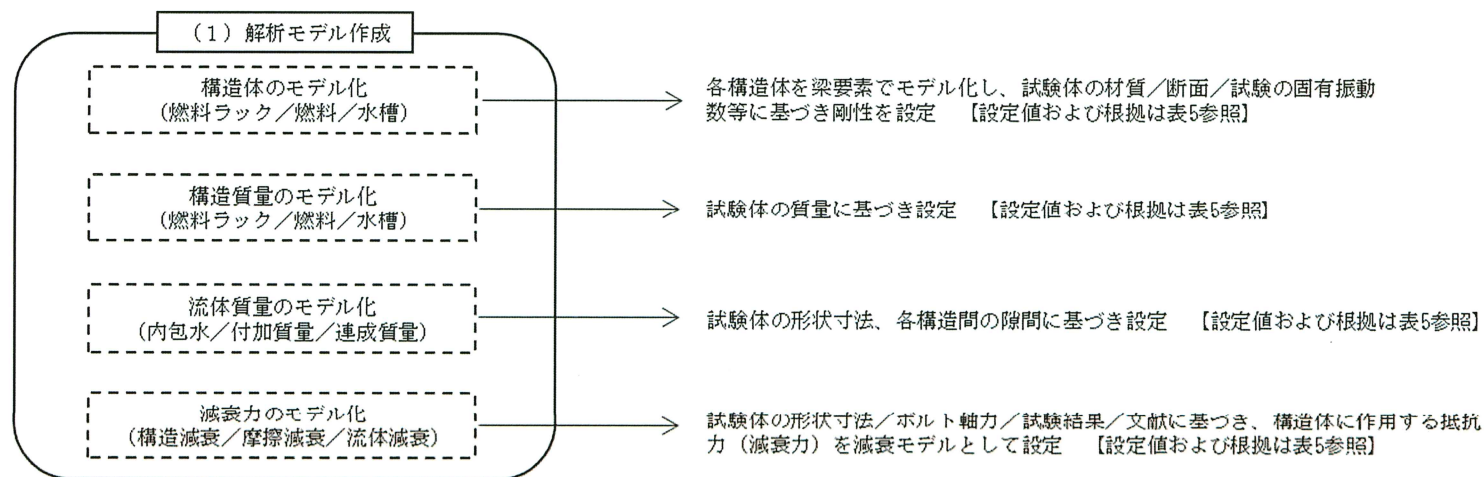 （１）解析モデル作成
構造体のモデル化
（燃料ラック／燃料／水槽）
各構造体を梁要素でモデル化し、試験体の材質／断面／試験の固有振動
数等に基づき剛性を設定　【設定値および根拠は表5参照】
構造質量のモデル化
（燃料ラック／燃料／水槽）
試験体の質量に基づき設定　【設定値および根拠は表5参照】
流体質量のモデル化
（内包水／付加質量／連成質量）
試験体の形状寸法、各構造間の隙間に基づき設定　【設定値および根拠は表5参照】
減衰力のモデル化
（構造減衰／摩擦減衰／流体減衰）
試験体の形状寸法／ボルト軸力／試験結果／文献に基づき、構造体に作用する抵抗
力（減衰力）を減衰モデルとして設定　【設定値および根拠は表5参照】